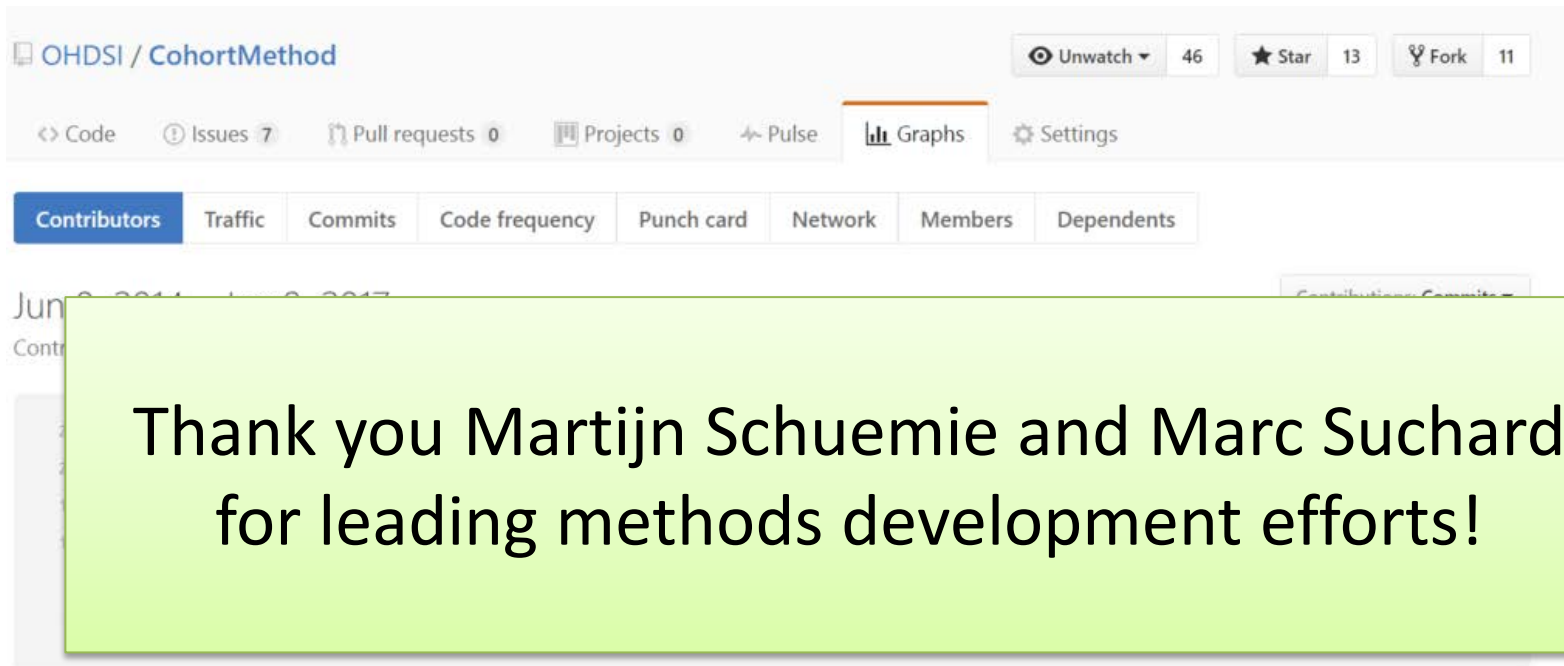 OHDSI / CohortMethod Unwatch 46 Star 13 Fork 11
Code Issues 7 Pull requests 0 Projects 0 Pulse Graphs Settings
Contributors Traffic Commits Code frequency Punch card Network Members Dependents
Jun
Contr
Thank you Martijn Schuemie and Marc Suchard
for leading methods development efforts!